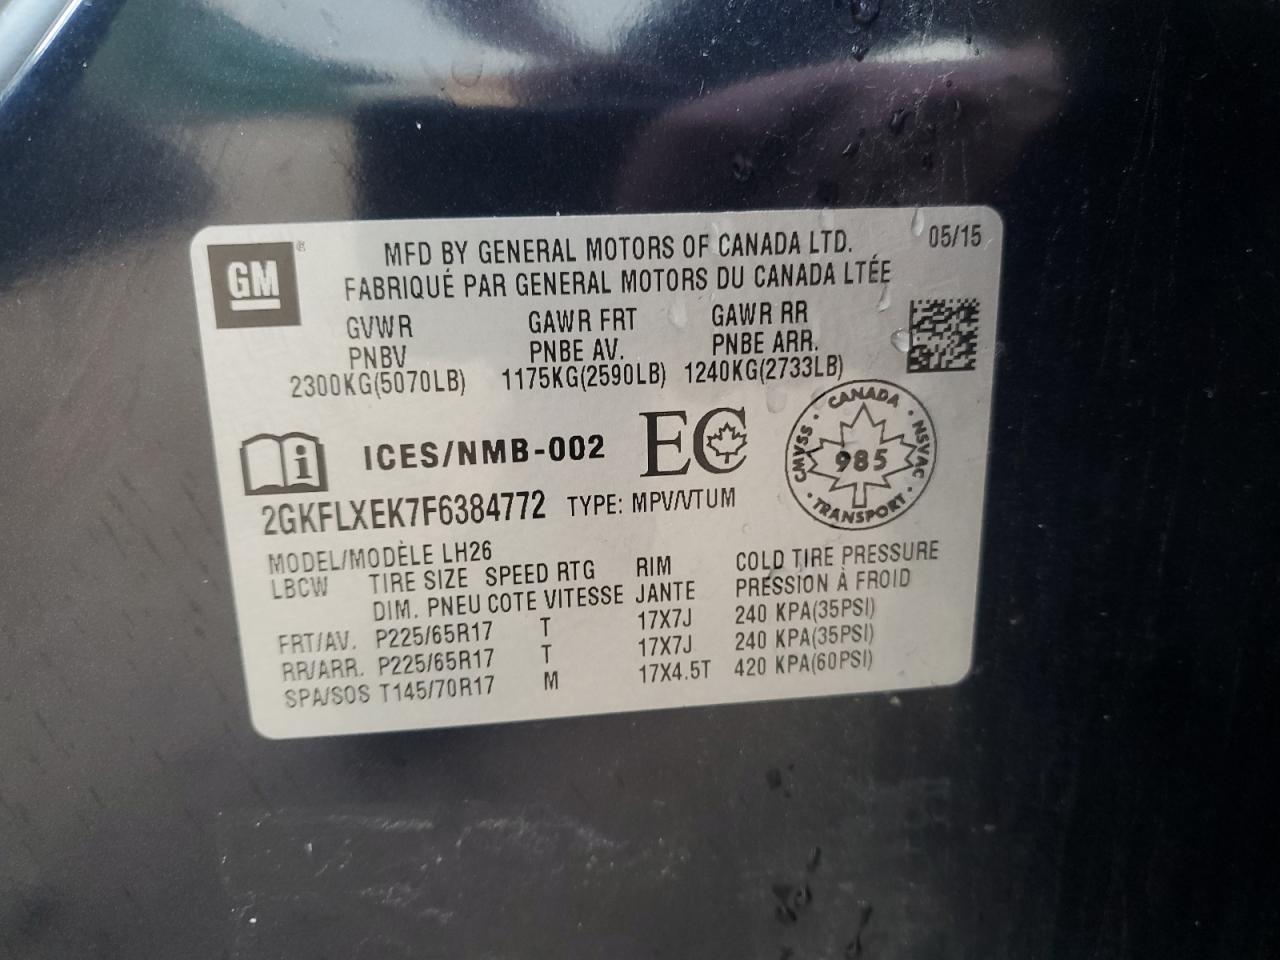 GM ®
MFD BY GENERAL MOTORS OF CANADA LTD. 05/15
FABRIQUÉ PAR GENERAL MOTORS DU CANADA LTÉE
GVWR GAWR FRT GAWR RR
PNBV PNBE AV. PNBE ARR.
2300KG(5070LB) 1175KG(2590LB) 1240KG(2733LB)
i ICES/NMB-002 EC
CANADA · NSVAC · TRANSPORT · CMVSS ·
985
2GKFLXEK7F6384772 TYPE: MPV/VTUM
MODEL/MODÈLE LH26
LBCW TIRE SIZE SPEED RTG RIM COLD TIRE PRESSURE
DIM. PNEU COTE VITESSE JANTE PRESSION À FROID
FRT/AV. P225/65R17 T 17X7J 240 KPA(35PSI)
RR/ARR. P225/65R17 T 17X7J 240 KPA(35PSI)
SPA/SOS T145/70R17 M 17X4.5T 420 KPA(60PSI)